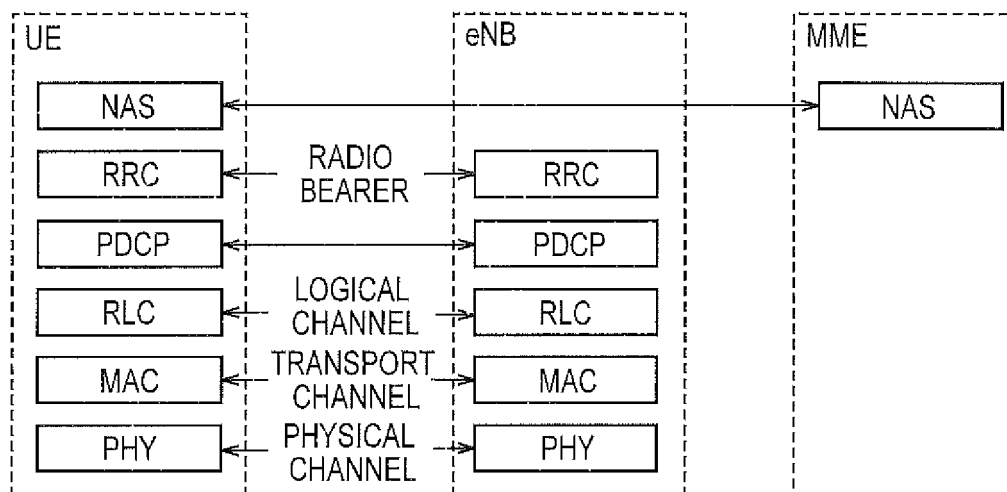 UE
eNB
MME
NAS
NAS
RRC
RADIO
BEARER
RRC
PDCP
PDCP
RLC
LOGICAL
CHANNEL
RLC
MAC
TRANSPORT
CHANNEL
MAC
PHY
PHYSICAL
CHANNEL
PHY